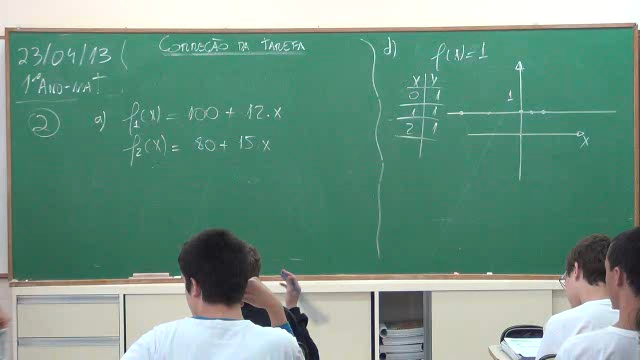 23/04/13
CORREÇÃO DA TAREFA
1º ANO-MAT
2 a) f₁(x) = 100 + 12.x
f₂(x) = 80 + 15 x
d) f(x)=1
x y
0 1
1 1
2 1
1
x